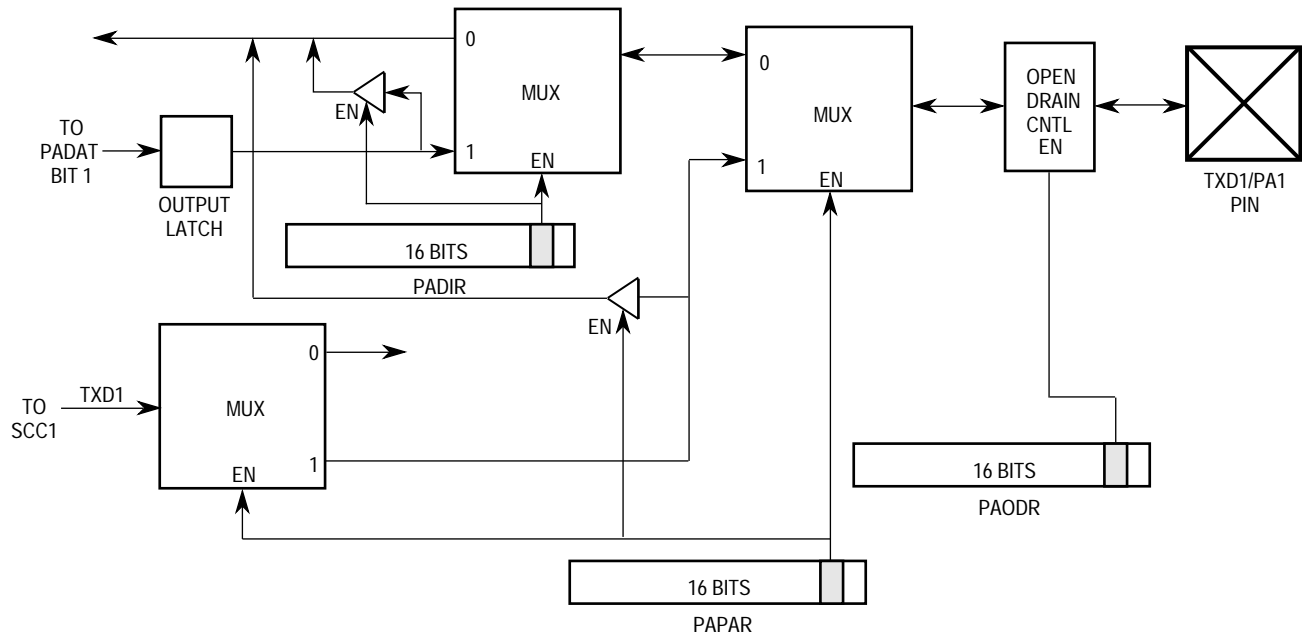 0
MUX
1
EN
EN
TO
PADAT
BIT 1
OUTPUT
LATCH
16 BITS
PADIR
0
MUX
1
EN
OPEN
DRAIN
CNTL
EN
TXD1/PA1
PIN
EN
TO
SCC1
TXD1
0
MUX
1
EN
16 BITS
PAODR
16 BITS
PAPAR